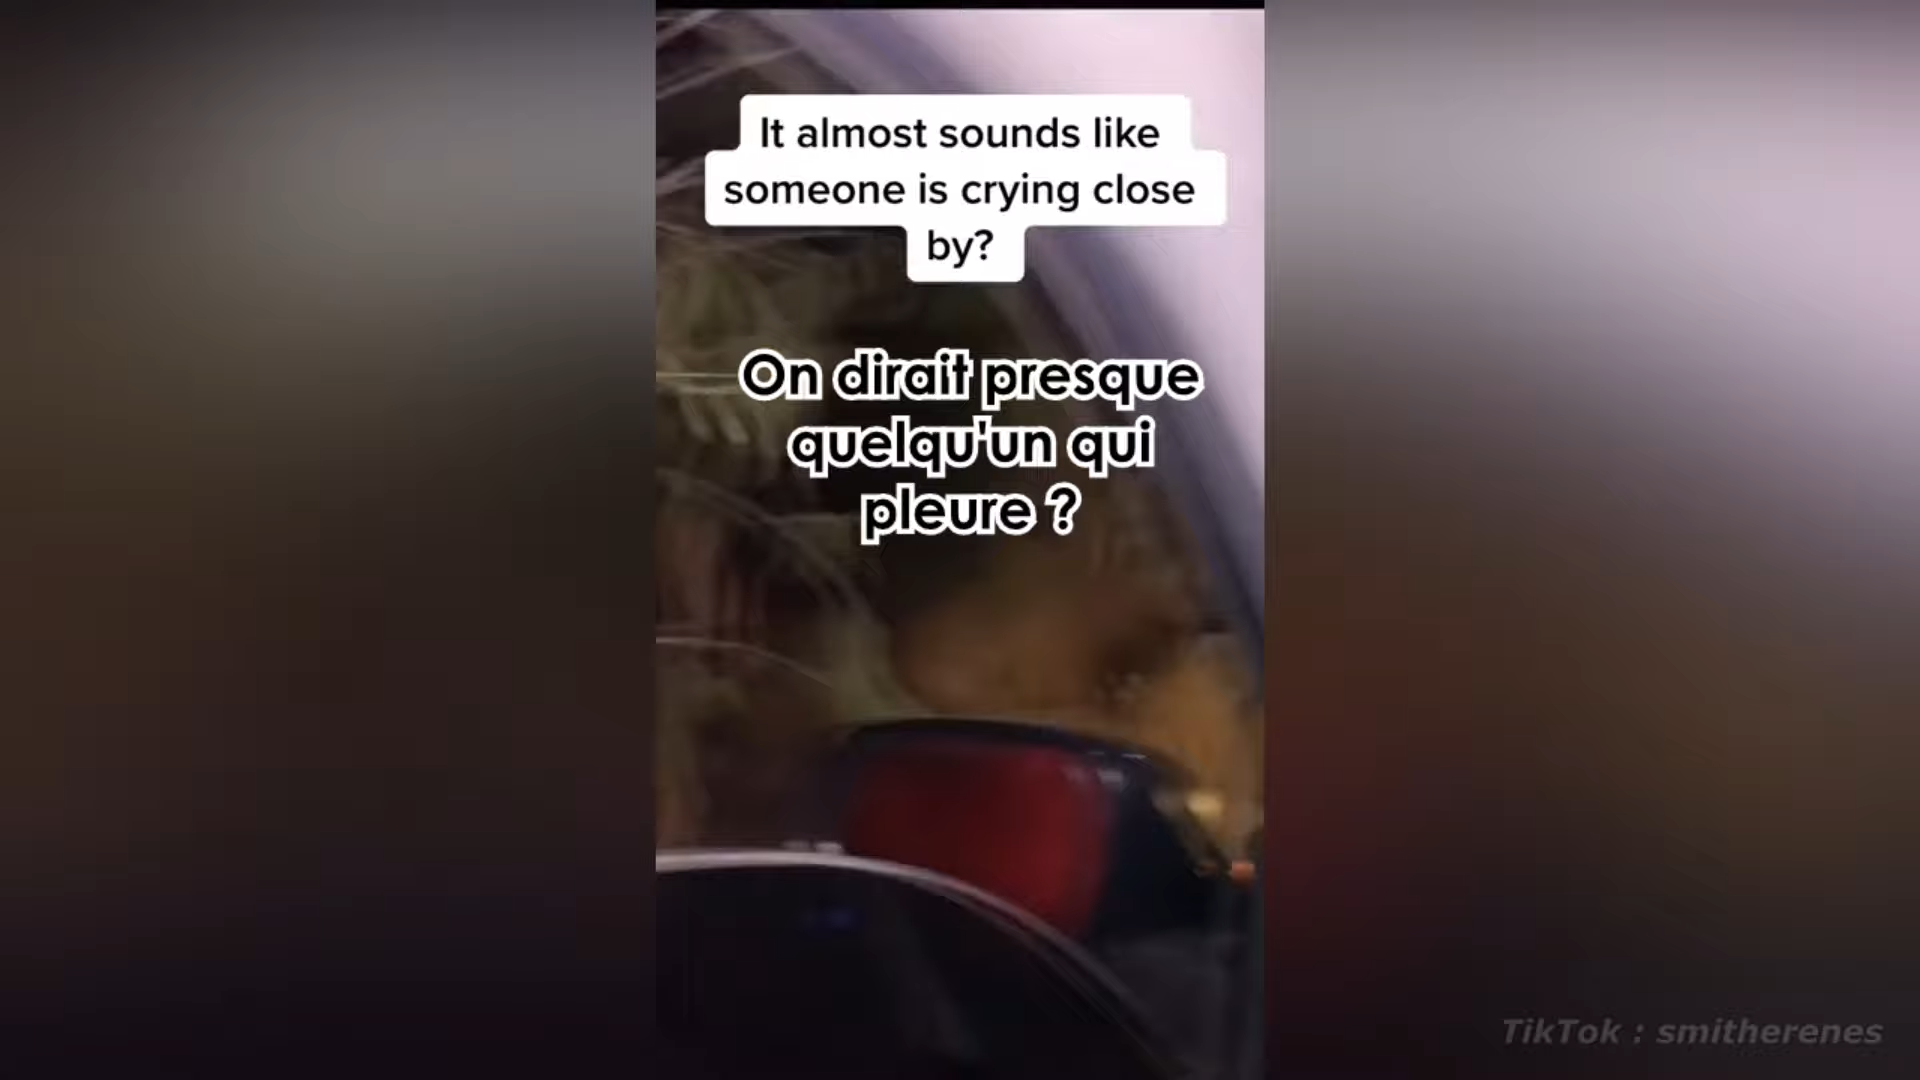 It almost sounds like
someone is crying close
by?
On dirait presque
quelqu'un qui
pleure ?
TikTok : smitherenes